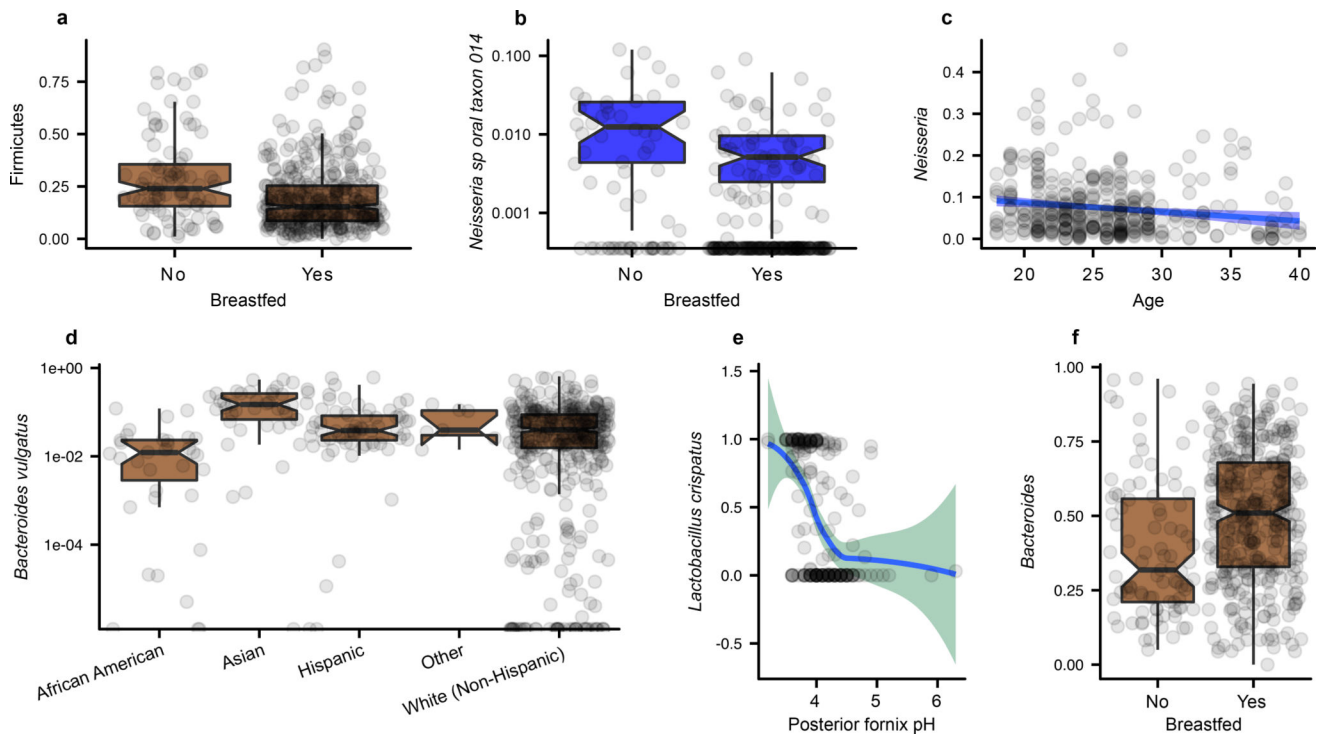 a
Firmicutes
0.75
0.50
0.25
0.00
No
Yes
Breastfed
b
Neisseria sp oral taxon 014
0.100
0.010
0.001
No
Yes
Breastfed
c
Neisseria
0.4
0.3
0.2
0.1
0.0
20 25 30 35 40
Age
d
Bacteroides vulgatus
1e+00
1e-02
1e-04
African American
Asian
Hispanic
Other
White (Non-Hispanic)
e
Lactobacillus crispatus
1.5
1.0
0.5
0.0
-0.5
4 5 6
Posterior fornix pH
f
Bacteroides
1.00
0.75
0.50
0.25
0.00
No
Yes
Breastfed